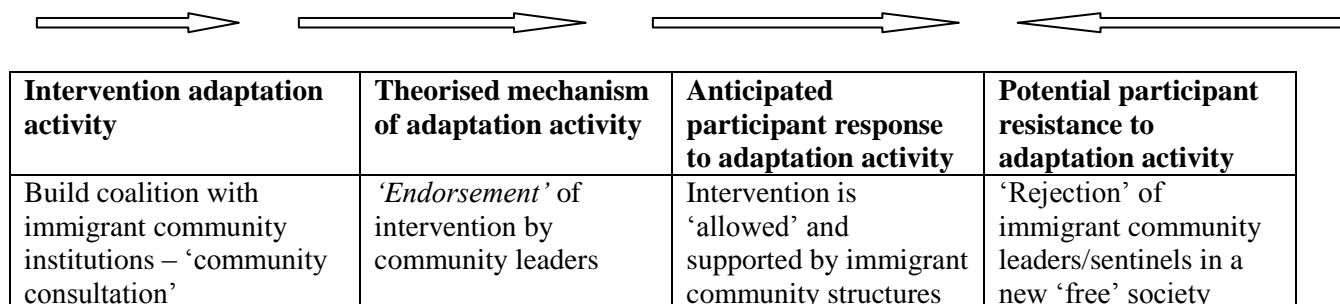 Intervention adaptation
activity
Theorised mechanism
of adaptation activity
Anticipated
participant response
to adaptation activity
Potential participant
resistance to
adaptation activity
Build coalition with
immigrant community
institutions – ‘community
consultation’
‘Endorsement’ of
intervention by
community leaders
Intervention is
‘allowed’ and
supported by immigrant
community structures
‘Rejection’ of
immigrant community
leaders/sentinels in a
new ‘free’ society